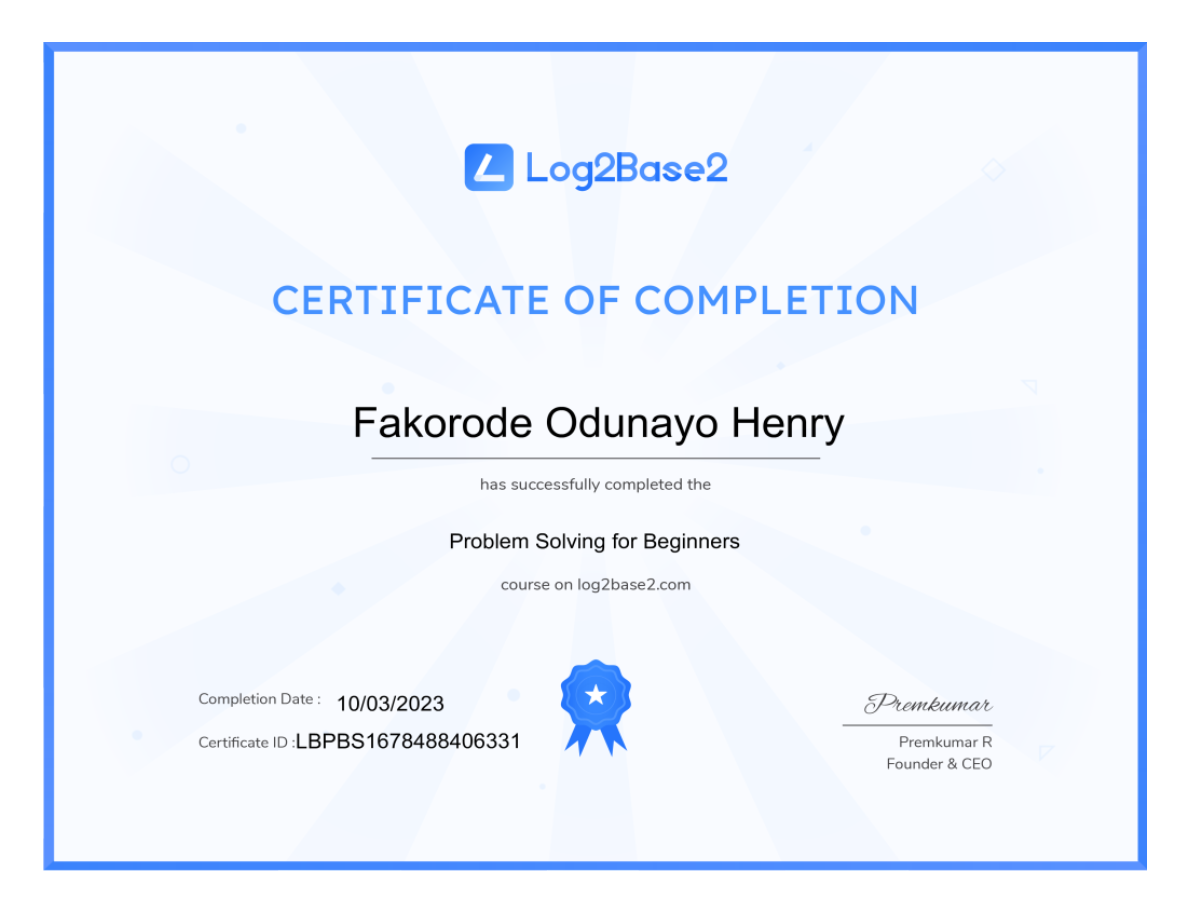 Log2Base2
CERTIFICATE OF COMPLETION
Fakorode Odunayo Henry
has successfully completed the
Problem Solving for Beginners
course on log2base2.com
Completion Date : 10/03/2023
Certificate ID :LBPBS1678488406331
Premkumar
Premkumar R
Founder & CEO